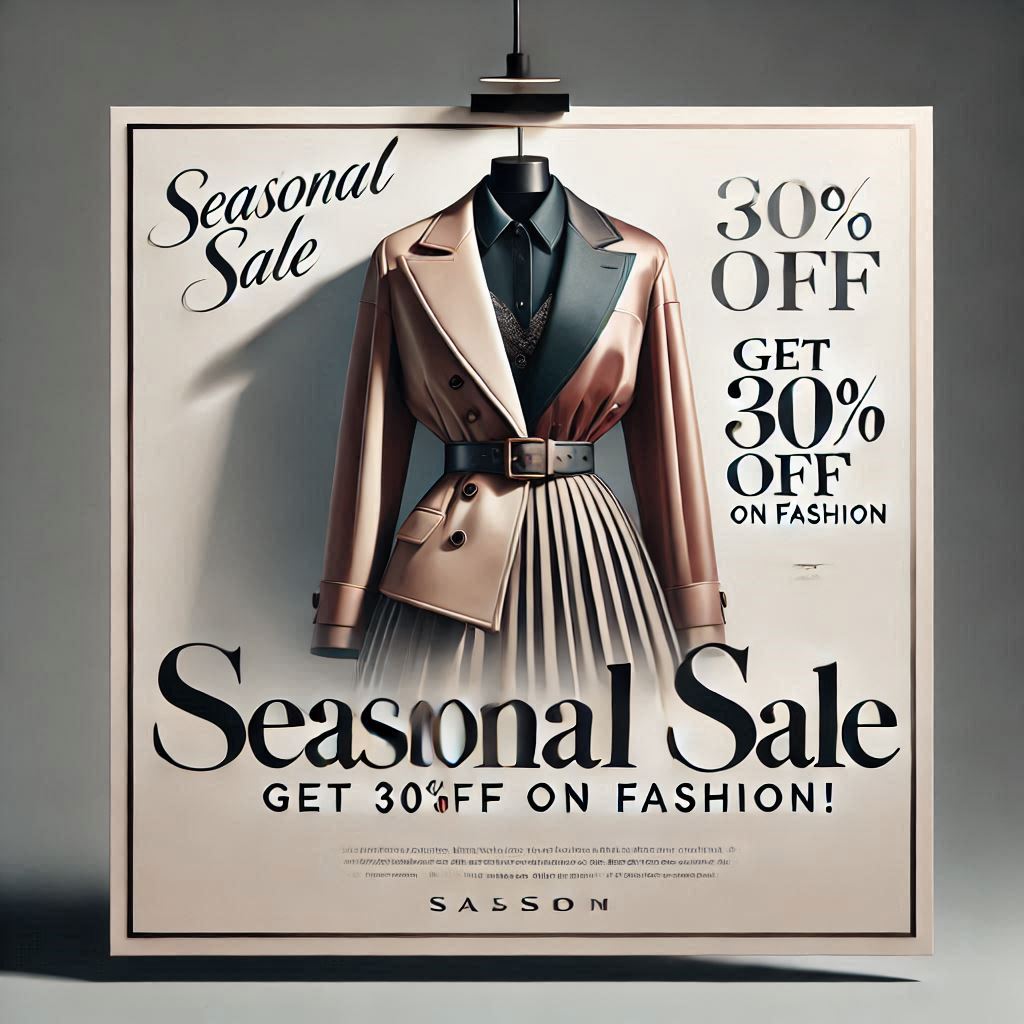 Seasonal
Sale
30%
OFF
GET
30%
OFF
ON FASHION
Seasonal Sale
GET 30%FF ON FASHION!
SASSON